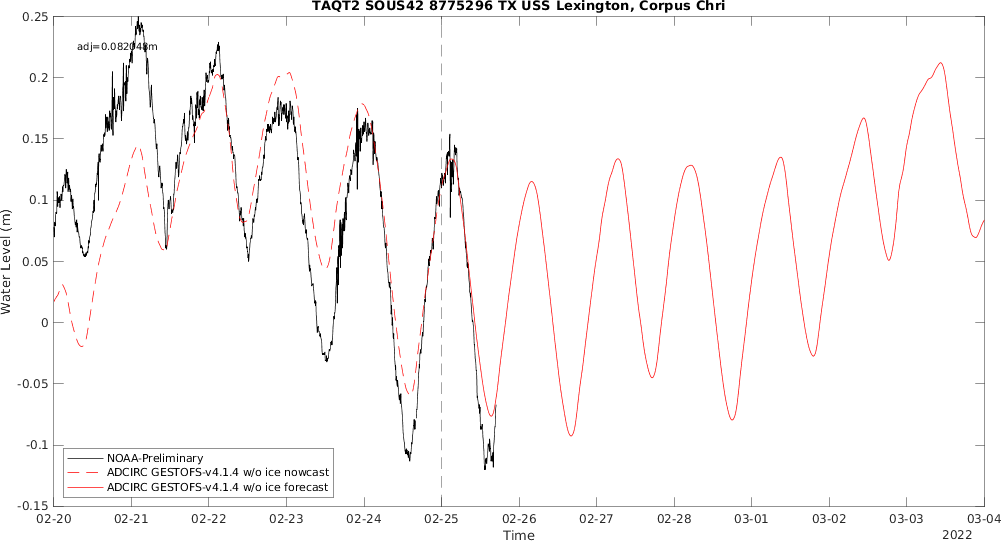 TAQT2 SOUS42 8775296 TX USS Lexington, Corpus Chri
0.25
adj=0.082048m
0.2
0.15
0.1
0.05
0
-0.05
-0.1
-0.15
Water Level (m)
NOAA-Preliminary
ADCIRC GESTOFS-v4.1.4 w/o ice nowcast
ADCIRC GESTOFS-v4.1.4 w/o ice forecast
02-20 02-21 02-22 02-23 02-24 02-25 02-26 02-27 02-28 03-01 03-02 03-03 03-04
Time
2022